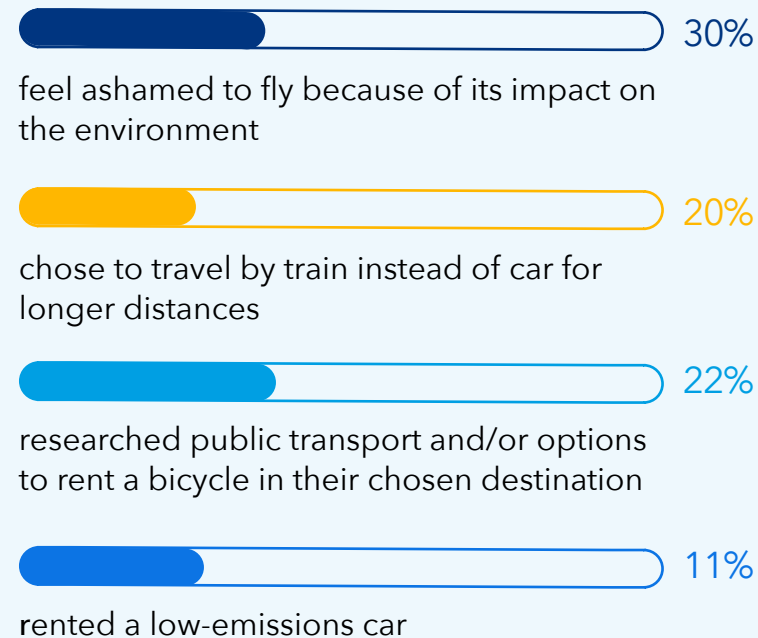 30%
feel ashamed to fly because of its impact on
the environment
20%
chose to travel by train instead of car for
longer distances
22%
researched public transport and/or options
to rent a bicycle in their chosen destination
11%
rented a low-emissions car